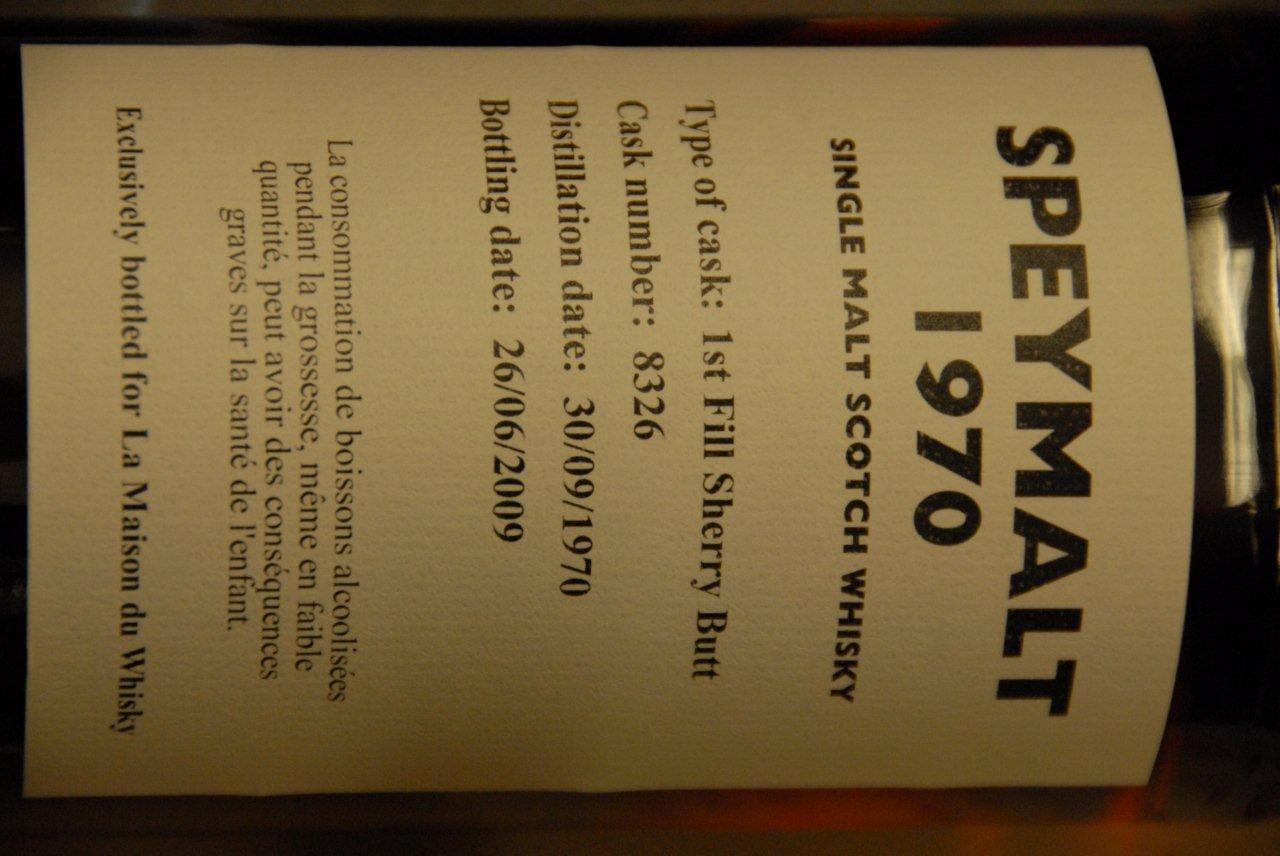 SPEYMALT
1970
SINGLE MALT SCOTCH WHISKY
Type of cask: 1st Fill Sherry Butt
Cask number: 8326
Distillation date: 30/09/1970
Bottling date: 26/06/2009
La consommation de boissons alcoolisées
pendant la grossesse, même en faible
quantité, peut avoir des conséquences
graves sur la santé de l'enfant.
Exclusively bottled for La Maison du Whisky